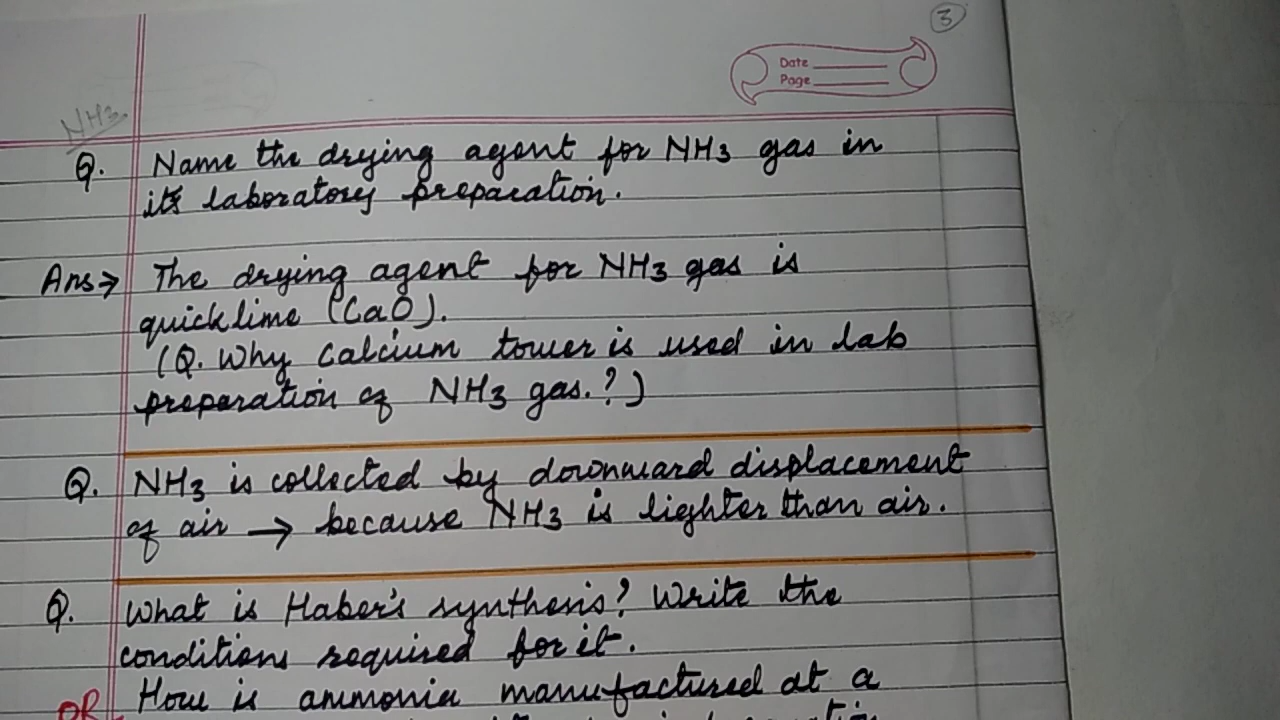 3
Date
Page
NH3
Q. Name the drying agent for NH3 gas in
its laboratory preparation.
Ans→ The drying agent for NH3 gas is
quicklime (CaO).
(Q. Why Calcium tower is used in lab
preparation of NH3 gas.?)
Q. NH3 is collected by downward displacement
of air → because NH3 is lighter than air.
Q. What is Haber's synthesis? Write the
conditions required for it.
OR How is ammonia manufactured at a